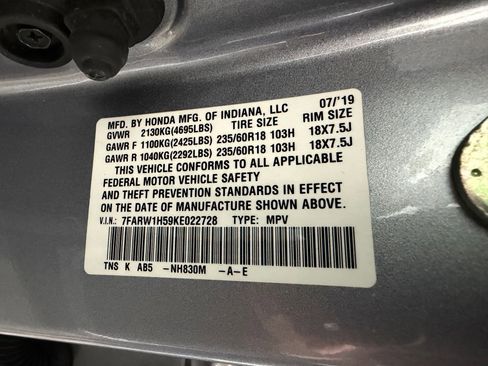 MFD. BY HONDA MFG. OF INDIANA, LLC 07/'19
GVWR 2130KG(4695LBS) TIRE SIZE RIM SIZE
GAWR F 1100KG(2425LBS) 235/60R18 103H 18X7.5J
GAWR R 1040KG(2292LBS) 235/60R18 103H 18X7.5J
THIS VEHICLE CONFORMS TO ALL APPLICABLE
FEDERAL MOTOR VEHICLE SAFETY
AND THEFT PREVENTION STANDARDS IN EFFECT
ON THE DATE OF MANUFACTURE SHOWN ABOVE.
V.I.N.: 7FARW1H59KE022728 TYPE: MPV
TNS K AB5 -NH830M -A-E